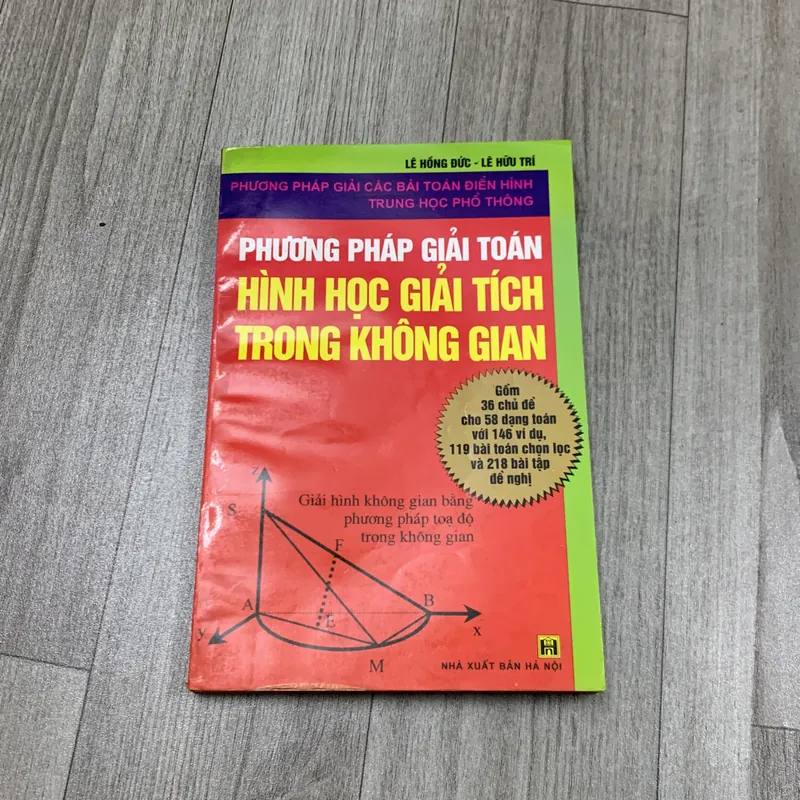 LÊ HỒNG ĐỨC - LÊ HỮU TRÍ
PHƯƠNG PHÁP GIẢI CÁC BÀI TOÁN ĐIỂN HÌNH
TRUNG HỌC PHỔ THÔNG
PHƯƠNG PHÁP GIẢI TOÁN
HÌNH HỌC GIẢI TÍCH
TRONG KHÔNG GIAN
Gồm
36 chủ đề
cho 58 dạng toán
với 146 ví dụ,
119 bài toán chọn lọc
và 218 bài tập
đề nghị
z
Giải hình không gian bằng
phương pháp toạ độ
trong không gian
S
F
A
B
E
y
x
M
NHÀ XUẤT BẢN HÀ NỘI